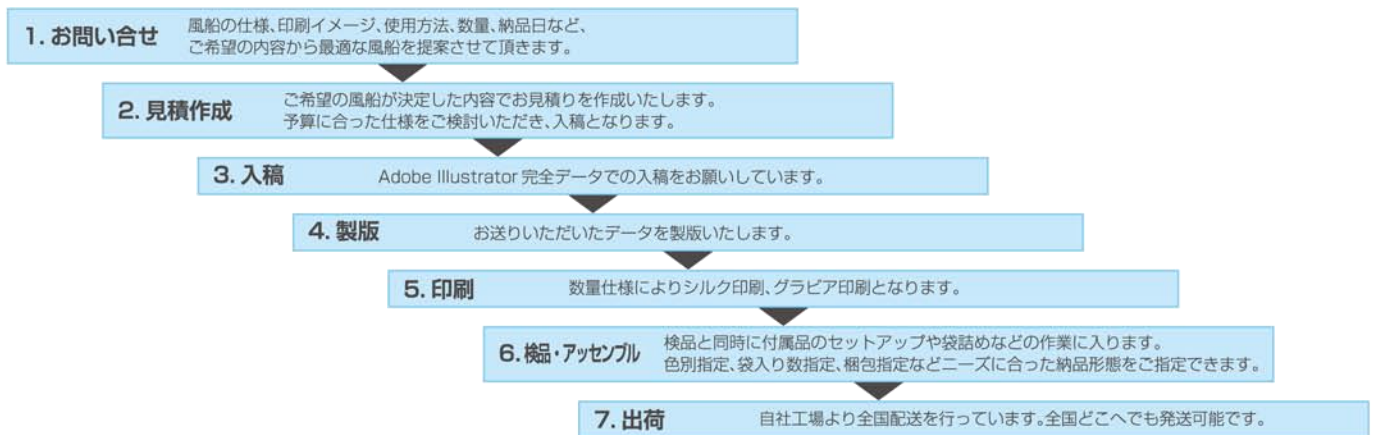 1. お問い合せ
風船の仕様、印刷イメージ、使用方法、数量、納品日など、
ご希望の内容から最適な風船を提案させて頂きます。
2. 見積作成
ご希望の風船が決定した内容でお見積りを作成いたします。
予算に合った仕様をご検討いただき、入稿となります。
3. 入稿
Adobe Illustrator 完全データでの入稿をお願いしています。
4. 製版
お送りいただいたデータを製版いたします。
5. 印刷
数量仕様によりシルク印刷、グラビア印刷となります。
6. 検品・アッセンブル
検品と同時に付属品のセットアップや袋詰めなどの作業に入ります。
色別指定、袋入り数指定、梱包指定などニーズに合った納品形態をご指定できます。
7. 出荷
自社工場より全国配送を行っています。全国どこへでも発送可能です。